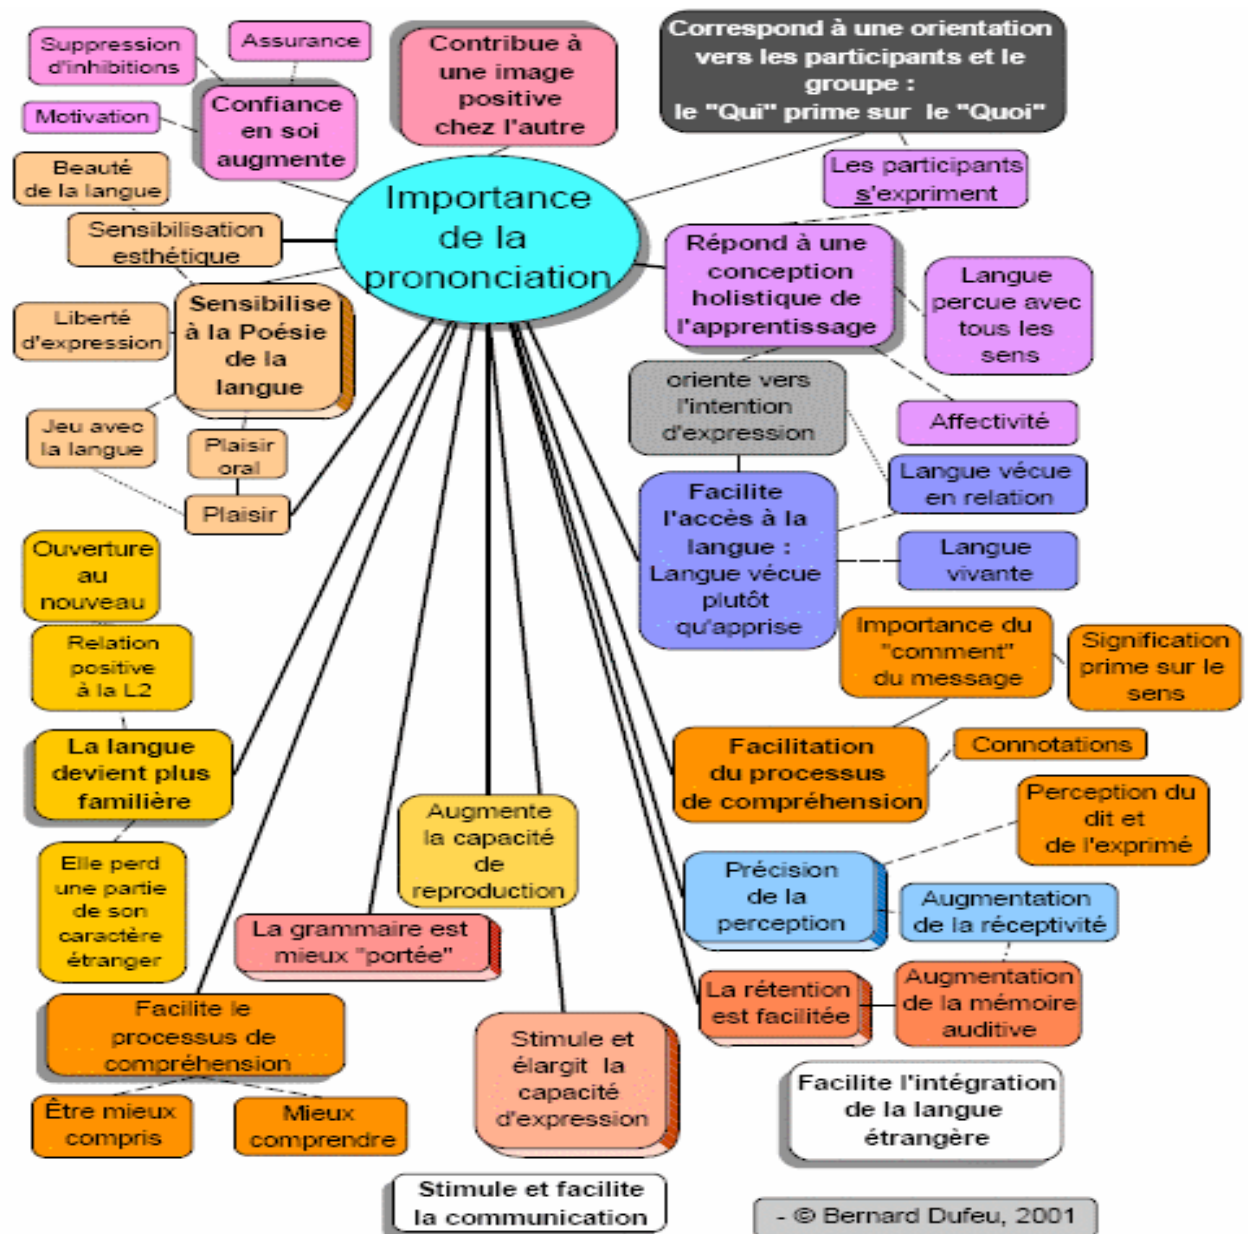 Suppression
d'inhibitions
Assurance
Motivation
Confiance
en soi
augmente
Contribue à
une image
positive
chez l'autre
Correspond à une orientation
vers les participants et le
groupe :
le "Qui" prime sur le "Quoi"
Les participants
s'expriment
Importance
de la
prononciation
Beauté
de la langue
Sensibilisation
esthétique
Sensibilise
à la Poésie
de la
langue
Liberté
d'expression
Jeu avec
la langue
Plaisir
oral
Plaisir
Répond à une
conception
holistique de
l'apprentissage
Langue
percue avec
tous les
sens
Affectivité
oriente vers
l'intention
d'expression
Facilite
l'accès à la
langue :
Langue vécue
plutôt
qu'apprise
Langue vécue
en relation
Langue
vivante
Ouverture
au
nouveau
Relation
positive
à la L2
La langue
devient plus
familière
Elle perd
une partie
de son
caractère
étranger
Importance du
"comment"
du message
Signification
prime sur le
sens
Facilitation
du processus
de compréhension
Connotations
Perception du
dit et
de l'exprimé
Précision
de la
perception
Augmentation
de la réceptivité
La rétention
est facilitée
Augmentation
de la mémoire
auditive
Augmente
la capacité
de
reproduction
La grammaire est
mieux "portée"
Facilite le
processus de
compréhension
Être mieux
compris
Mieux
comprendre
Stimule et
élargit la
capacité
d'expression
Facilite l'intégration
de la langue
étrangère
Stimule et facilite
la communication
- © Bernard Dufeu, 2001